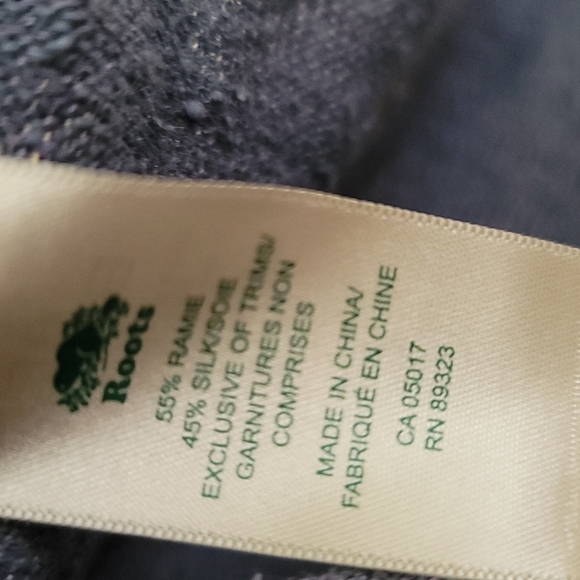 Roots
55% RAMIE
45% SILK/SOIE
EXCLUSIVE OF TRIMS/
GARNITURES NON
COMPRISES
MADE IN CHINA/
FABRIQUÉ EN CHINE
CA 05017
RN 89323